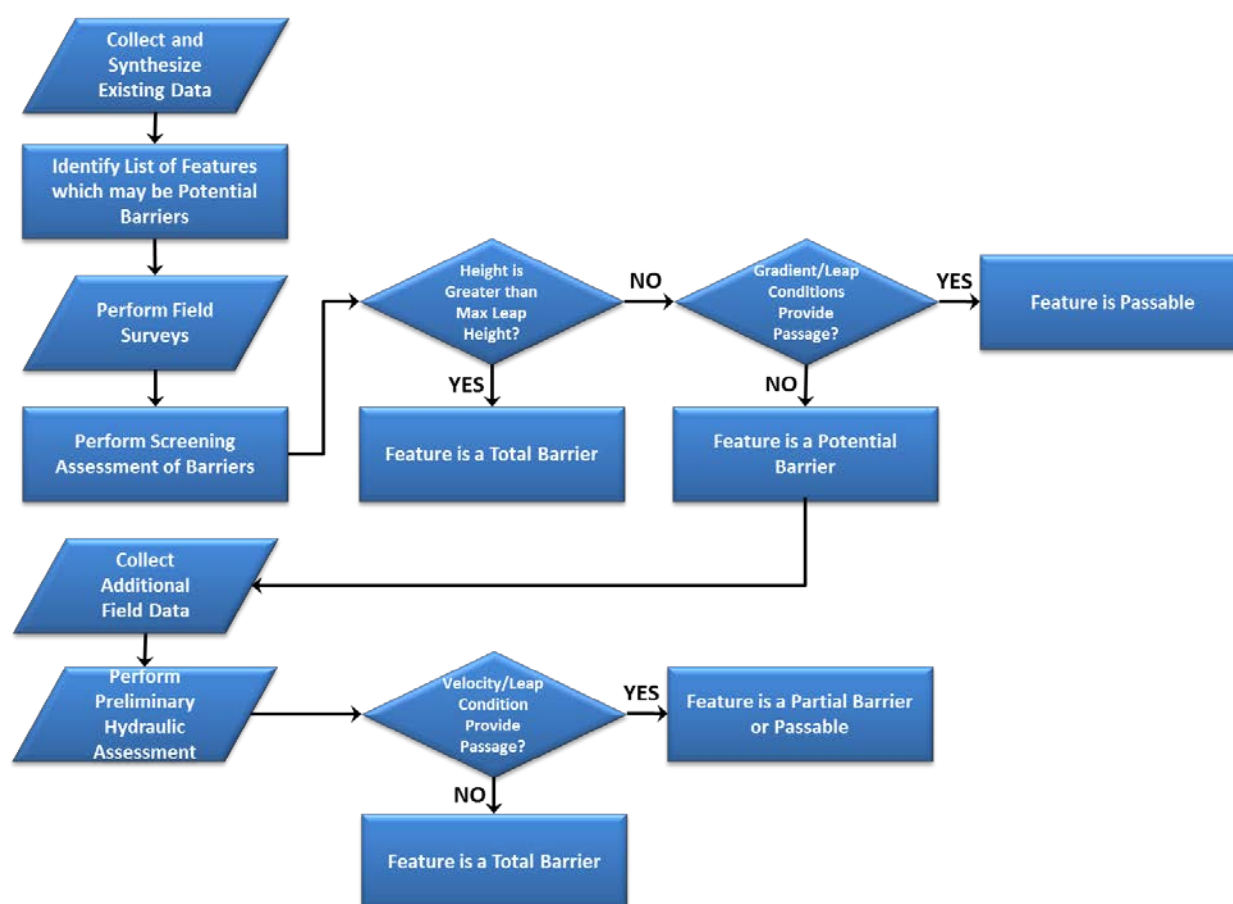 Collect and
Synthesize
Existing Data
Identify List of Features
which may be Potential
Barriers
Perform Field
Surveys
Perform Screening
Assessment of Barriers
Height is
Greater than
Max Leap
Height?
NO
YES
Feature is a Total Barrier
Gradient/Leap
Conditions
Provide
Passage?
YES
Feature is Passable
NO
Feature is a Potential
Barrier
Collect
Additional
Field Data
Perform
Preliminary
Hydraulic
Assessment
Velocity/Leap
Condition
Provide
Passage?
YES
Feature is a Partial Barrier
or Passable
NO
Feature is a Total Barrier